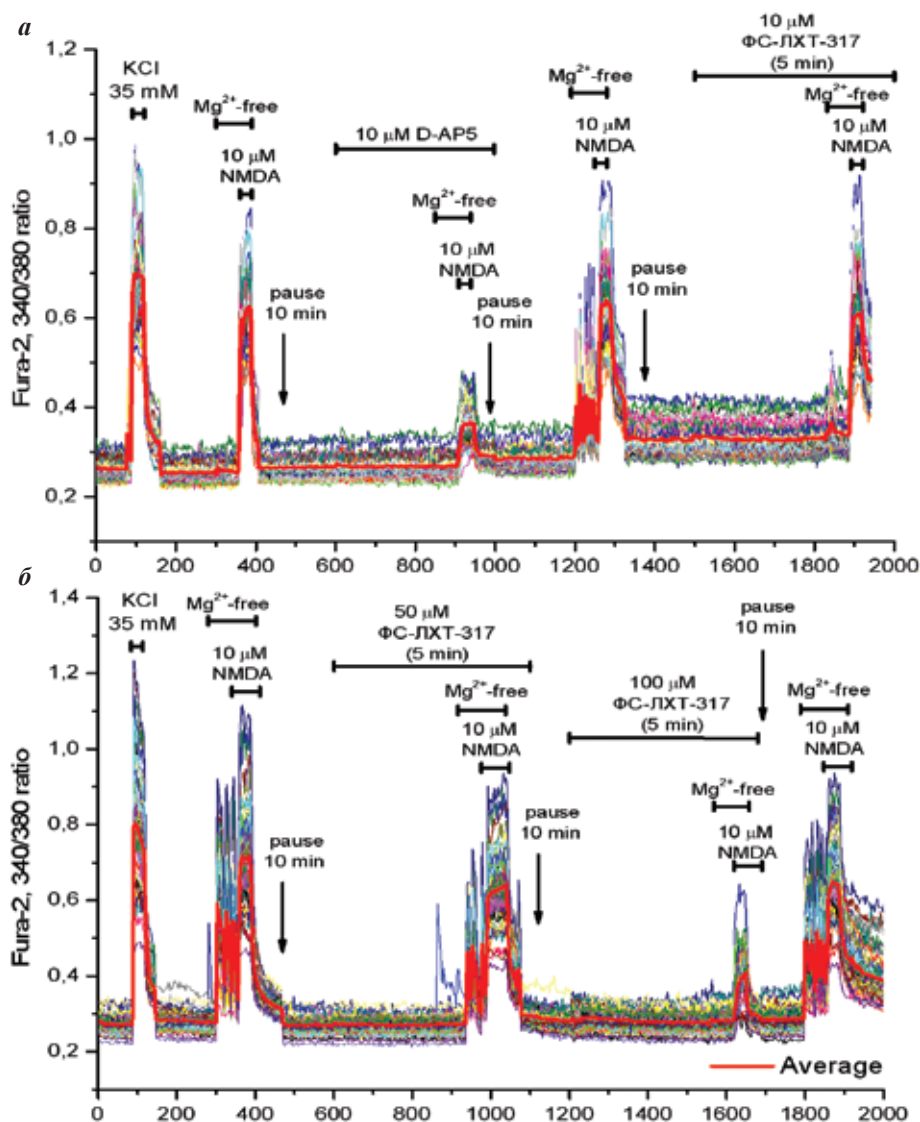 а
KCl
35 mM
Mg²⁺-free
10 µM
NMDA
pause
10 min
10 µM D-AP5
Mg²⁺-free
10 µM
NMDA
pause
10 min
Mg²⁺-free
10 µM
NMDA
pause
10 min
10 µM
ФС-ЛХТ-317
(5 min)
Mg²⁺-free
10 µM
NMDA
Fura-2, 340/380 ratio
1,2
1,0
0,8
0,6
0,4
0,2
0 200 400 600 800 1000 1200 1400 1600 1800 2000
б
KCl
35 mM
Mg²⁺-free
10 µM
NMDA
pause
10 min
50 µM
ФС-ЛХТ-317
(5 min)
Mg²⁺-free
10 µM
NMDA
pause
10 min
100 µM
ФС-ЛХТ-317
(5 min)
Mg²⁺-free
10 µM
NMDA
pause
10 min
Mg²⁺-free
10 µM
NMDA
Fura-2, 340/380 ratio
1,4
1,2
1,0
0,8
0,6
0,4
0,2
Average
0 200 400 600 800 1000 1200 1400 1600 1800 2000